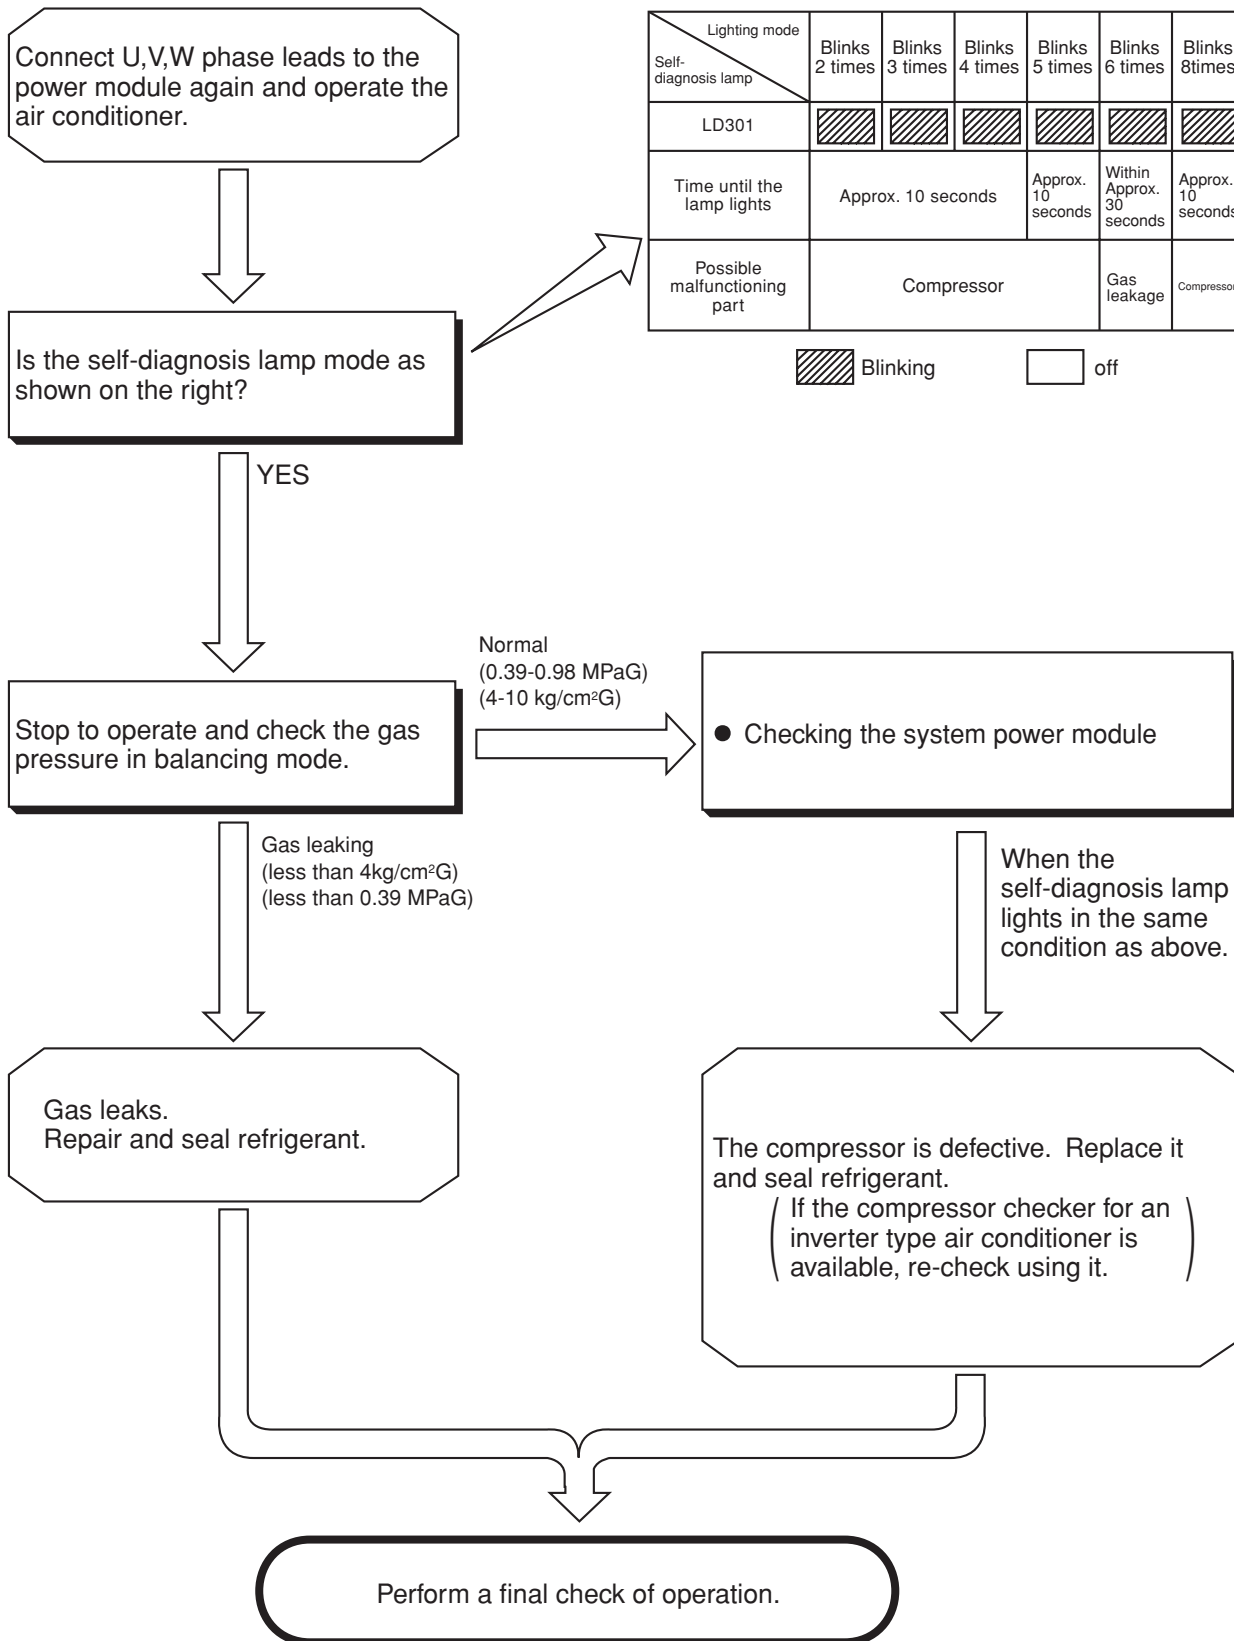 Connect U,V,W phase leads to the
power module again and operate the
air conditioner.
Lighting mode
Self-
diagnosis lamp
Blinks
2 times
Blinks
3 times
Blinks
4 times
Blinks
5 times
Blinks
6 times
Blinks
8times
LD301
Time until the
lamp lights
Approx. 10 seconds
Approx.
10
seconds
Within
Approx.
30
seconds
Approx.
10
seconds
Possible
malfunctioning
part
Compressor
Gas
leakage
Compressor
Blinking
off
Is the self-diagnosis lamp mode as
shown on the right?
YES
Normal
(0.39-0.98 MPaG)
(4-10 kg/cm²G)
Stop to operate and check the gas
pressure in balancing mode.
● Checking the system power module
Gas leaking
(less than 4kg/cm²G)
(less than 0.39 MPaG)
When the
self-diagnosis lamp
lights in the same
condition as above.
Gas leaks.
Repair and seal refrigerant.
The compressor is defective. Replace it
and seal refrigerant.
( If the compressor checker for an
inverter type air conditioner is
available, re-check using it. )
Perform a final check of operation.